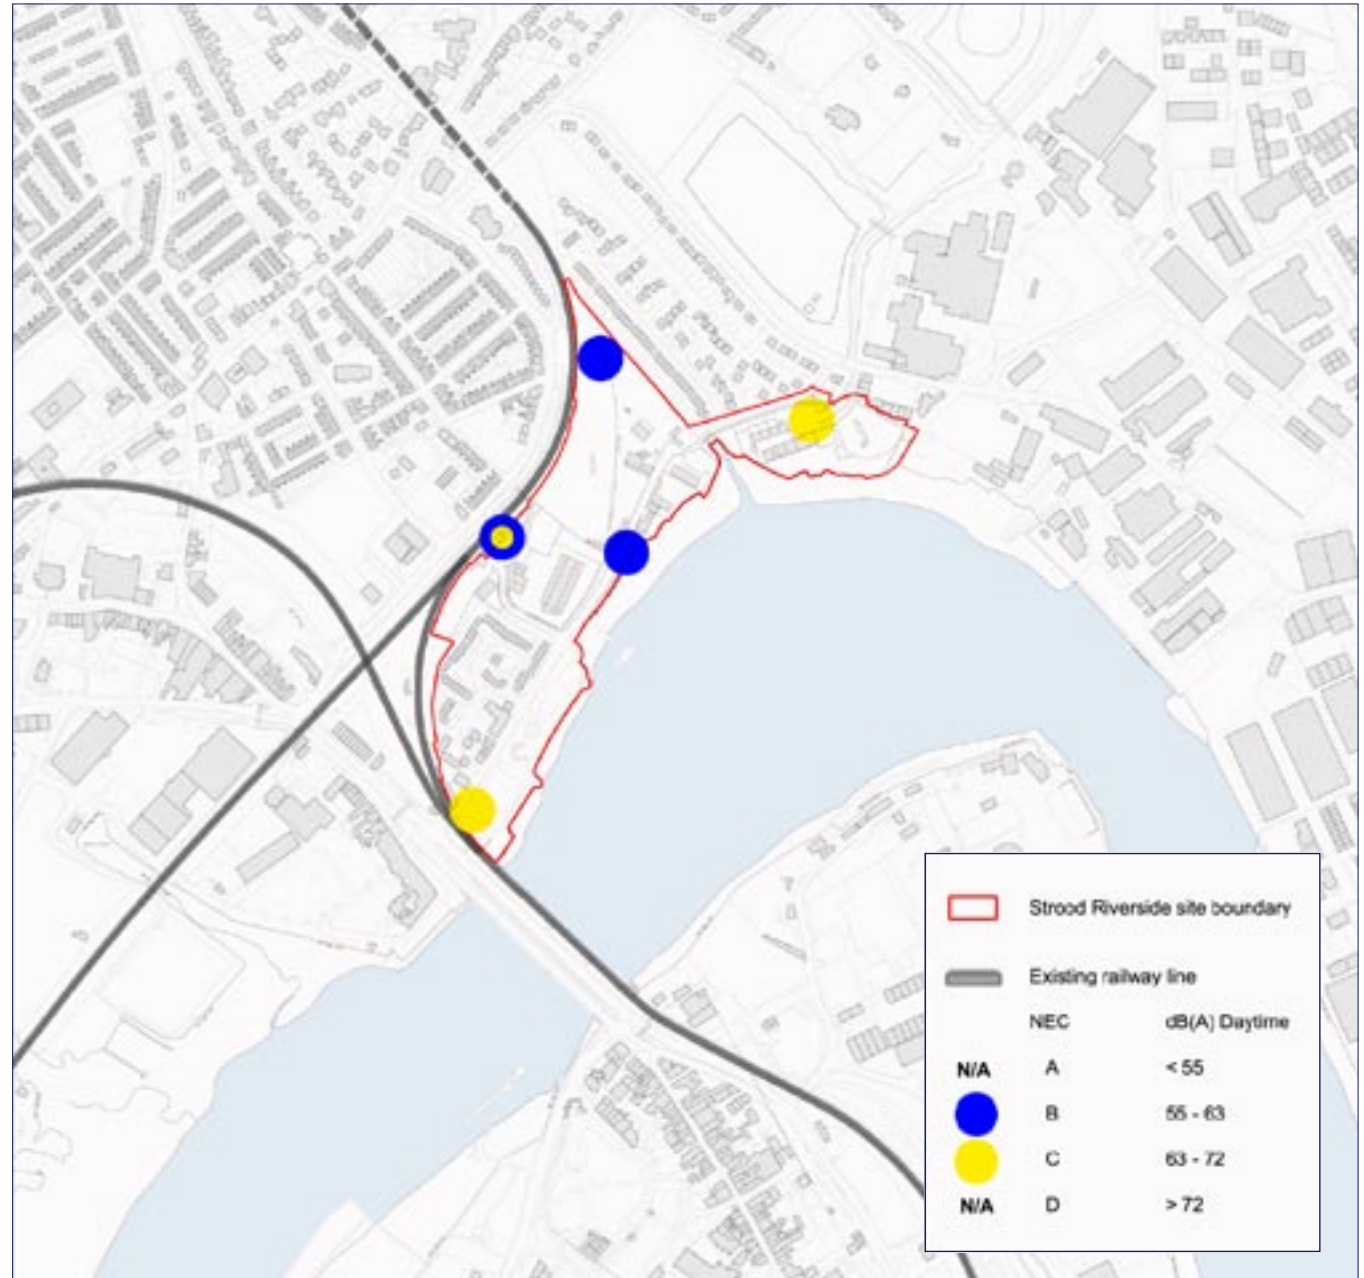 Strood Riverside site boundary
Existing railway line
NEC dB(A) Daytime
N/A A < 55
B 55 - 63
C 63 - 72
N/A D > 72